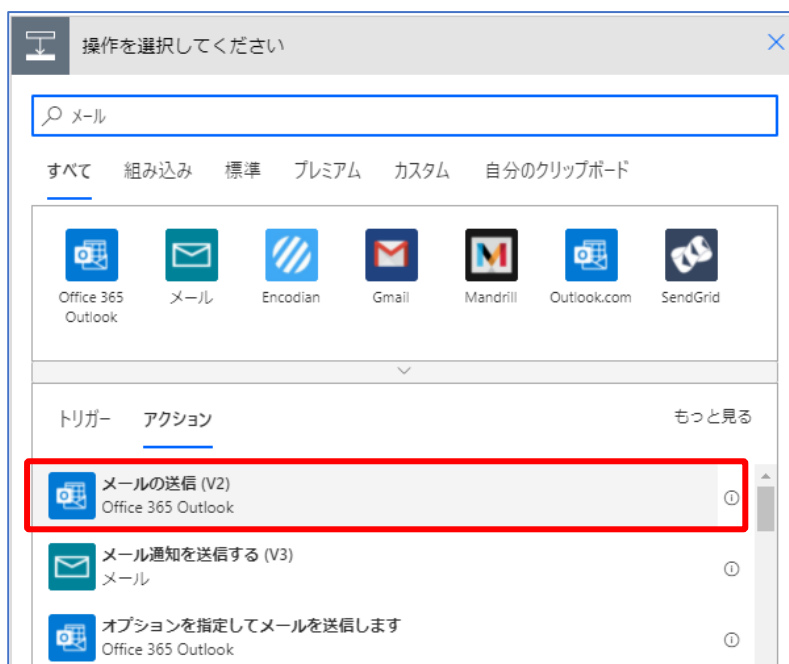 操作を選択してください
メール
すべて 組み込み 標準 プレミアム カスタム 自分のクリップボード
Office 365 Outlook
メール
Encodian
Gmail
Mandrill
Outlook.com
SendGrid
トリガー アクション もっと見る
メールの送信 (V2)
Office 365 Outlook
メール通知を送信する (V3)
メール
オプションを指定してメールを送信します
Office 365 Outlook